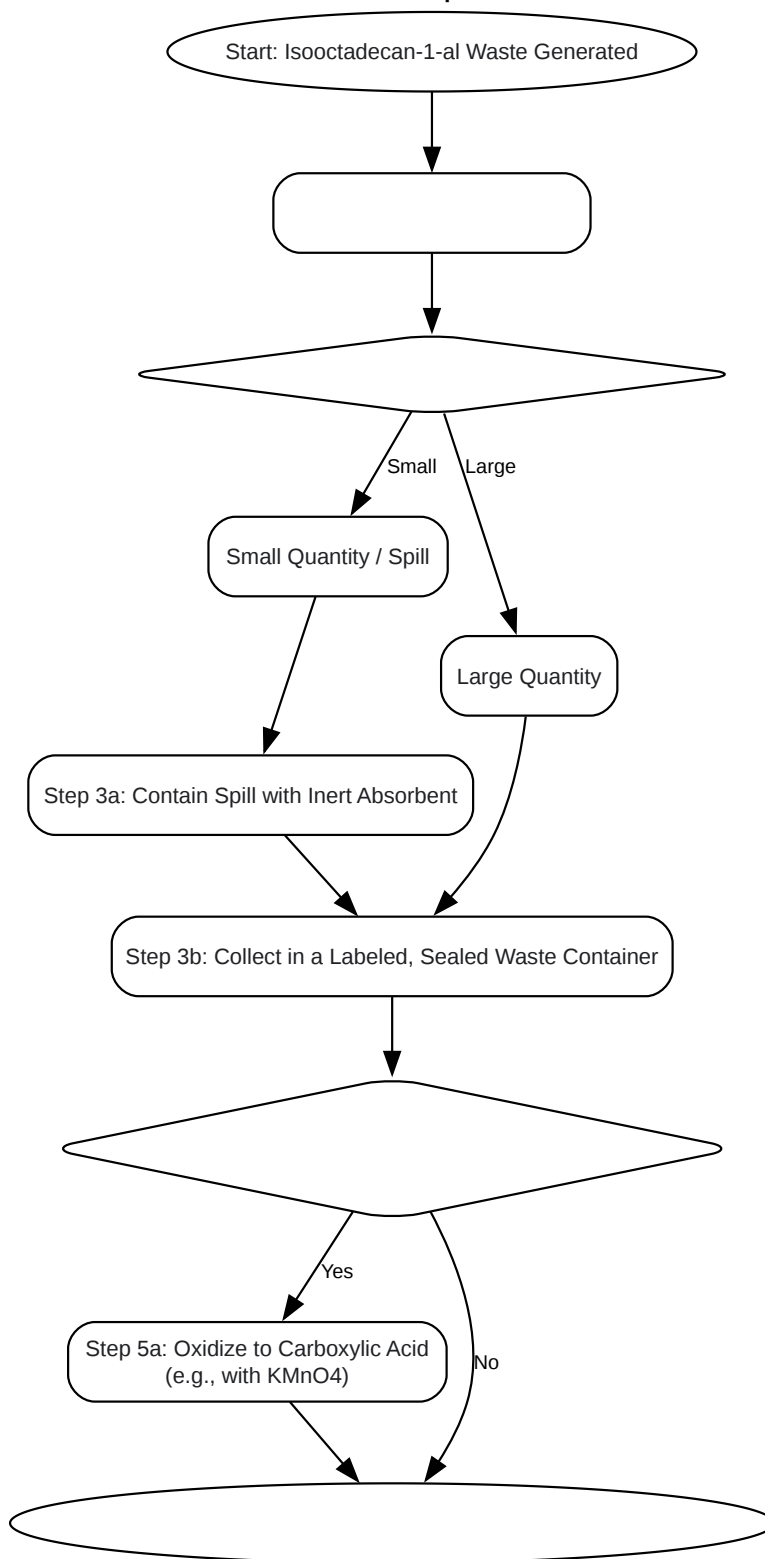 Start: Isooctadecan-1-al Waste Generated
Small
Large
Small Quantity / Spill
Large Quantity
Step 3a: Contain Spill with Inert Absorbent
Step 3b: Collect in a Labeled, Sealed Waste Container
Yes
Step 5a: Oxidize to Carboxylic Acid
(e.g., with KMnO4)
No